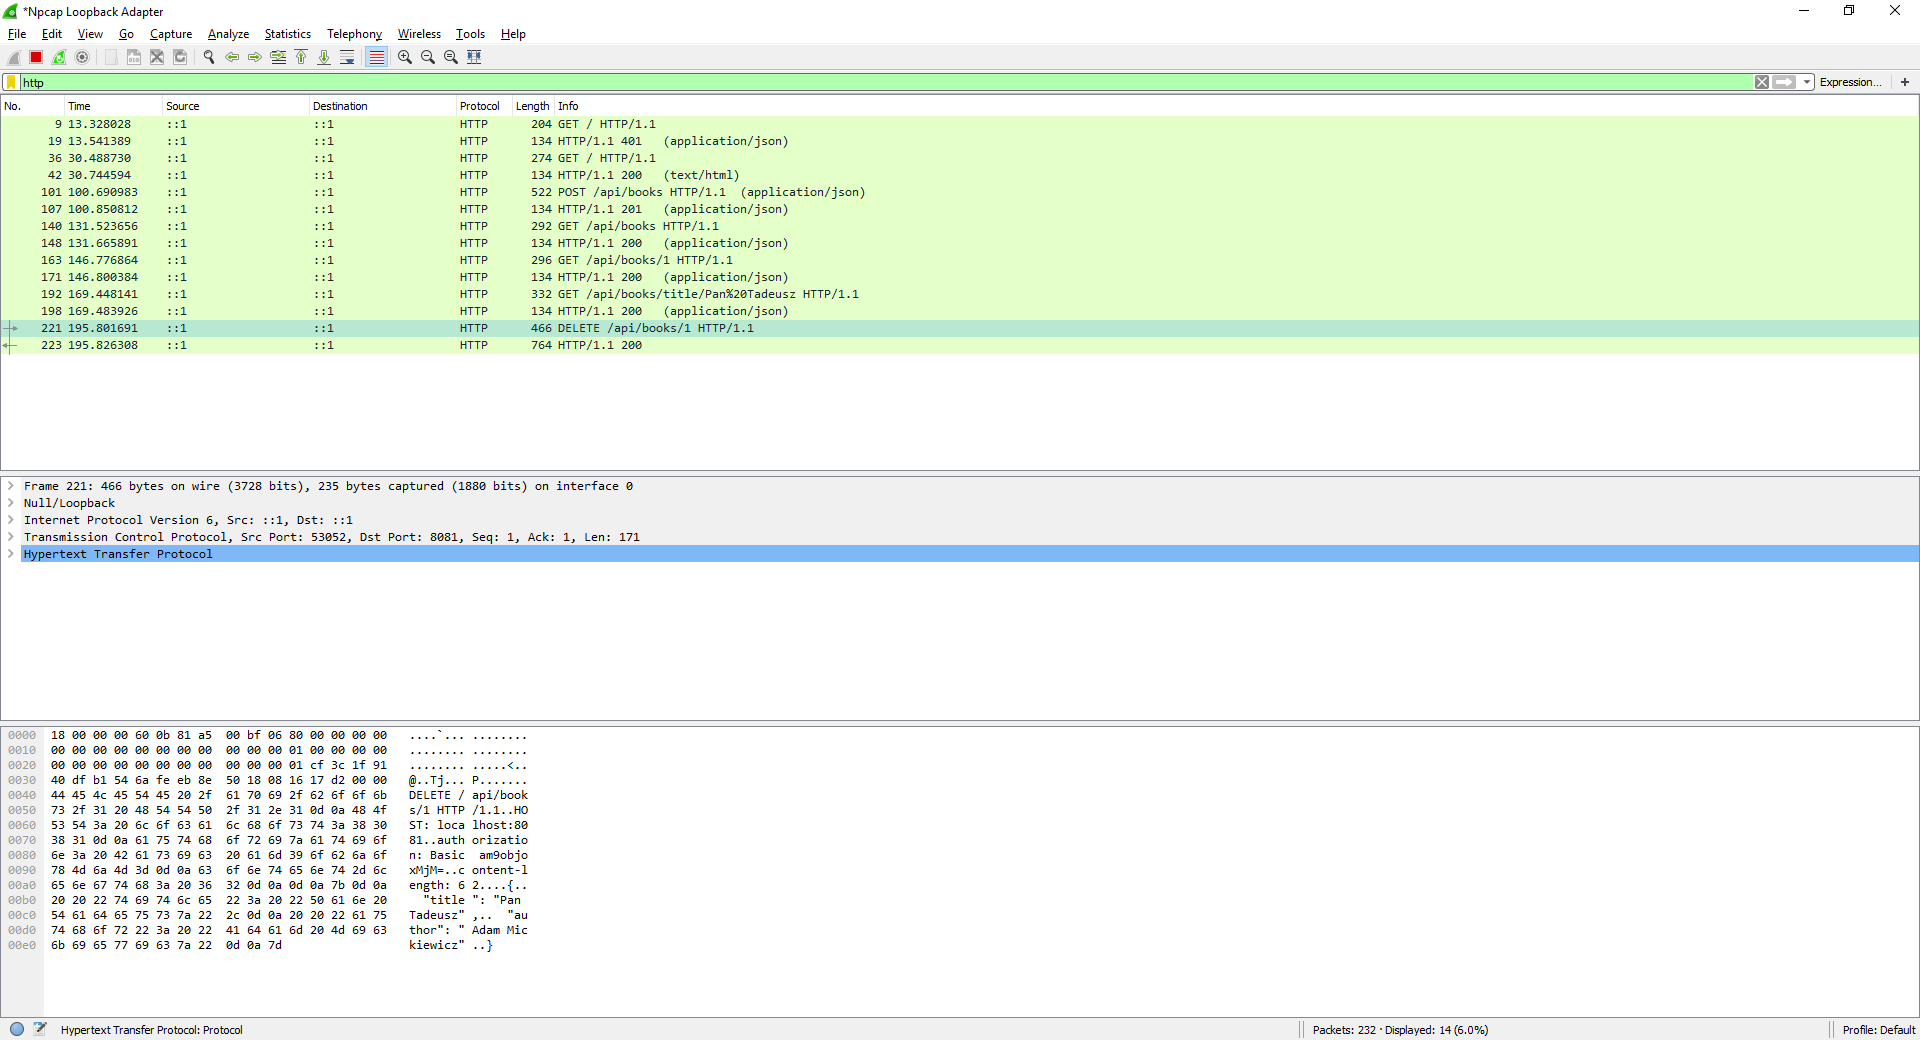 *Npcap Loopback Adapter
File Edit View Go Capture Analyze Statistics Telephony Wireless Tools Help
http Expression... +
No. Time Source Destination Protocol Length Info
9 13.328028 ::1 ::1 HTTP 204 GET / HTTP/1.1
19 13.541389 ::1 ::1 HTTP 134 HTTP/1.1 401 (application/json)
36 30.488730 ::1 ::1 HTTP 274 GET / HTTP/1.1
42 30.744594 ::1 ::1 HTTP 134 HTTP/1.1 200 (text/html)
101 100.690983 ::1 ::1 HTTP 522 POST /api/books HTTP/1.1 (application/json)
107 100.850812 ::1 ::1 HTTP 134 HTTP/1.1 201 (application/json)
140 131.523656 ::1 ::1 HTTP 292 GET /api/books HTTP/1.1
148 131.665891 ::1 ::1 HTTP 134 HTTP/1.1 200 (application/json)
163 146.776864 ::1 ::1 HTTP 296 GET /api/books/1 HTTP/1.1
171 146.800384 ::1 ::1 HTTP 134 HTTP/1.1 200 (application/json)
192 169.448141 ::1 ::1 HTTP 332 GET /api/books/title/Pan%20Tadeusz HTTP/1.1
198 169.483926 ::1 ::1 HTTP 134 HTTP/1.1 200 (application/json)
221 195.801691 ::1 ::1 HTTP 466 DELETE /api/books/1 HTTP/1.1
223 195.826308 ::1 ::1 HTTP 764 HTTP/1.1 200
Frame 221: 466 bytes on wire (3728 bits), 235 bytes captured (1880 bits) on interface 0
Null/Loopback
Internet Protocol Version 6, Src: ::1, Dst: ::1
Transmission Control Protocol, Src Port: 53052, Dst Port: 8081, Seq: 1, Ack: 1, Len: 171
Hypertext Transfer Protocol
0000 18 00 00 00 60 0b 81 a5 00 bf 06 80 00 00 00 00 ....`... ........
0010 00 00 00 00 00 00 00 00 00 00 00 01 00 00 00 00 ........ ........
0020 00 00 00 00 00 00 00 00 00 00 00 01 cf 3c 1f 91 ........ .....<..
0030 40 df b1 54 6a fe eb 8e 50 18 08 16 17 d2 00 00 @..Tj... P.......
0040 44 45 4c 45 54 45 20 2f 61 70 69 2f 62 6f 6f 6b DELETE / api/book
0050 73 2f 31 20 48 54 54 50 2f 31 2e 31 0d 0a 48 4f s/1 HTTP /1.1..HO
0060 53 54 3a 20 6c 6f 63 61 6c 68 6f 73 74 3a 38 30 ST: loca lhost:80
0070 38 31 0d 0a 61 75 74 68 6f 72 69 7a 61 74 69 6f 81..auth orizatio
0080 6e 3a 20 42 61 73 69 63 20 61 6d 39 6f 62 6a 6f n: Basic am9objo
0090 78 4d 6a 4d 3d 0d 0a 63 6f 6e 74 65 6e 74 2d 6c xMjM=..c ontent-l
00a0 65 6e 67 74 68 3a 20 36 32 0d 0a 0d 0a 7b 0d 0a ength: 6 2....{..
00b0 20 20 22 74 69 74 6c 65 22 3a 20 22 50 61 6e 20 "title ": "Pan
00c0 54 61 64 65 75 73 7a 22 2c 0d 0a 20 20 22 61 75 Tadeusz" ,.. "au
00d0 74 68 6f 72 22 3a 20 22 41 64 61 6d 20 4d 69 63 thor": " Adam Mic
00e0 6b 69 65 77 69 63 7a 22 0d 0a 7d kiewicz" ..}
Hypertext Transfer Protocol: Protocol Packets: 232 · Displayed: 14 (6.0%) Profile: Default